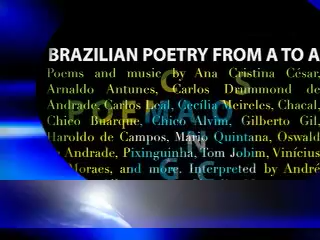 BRAZILIAN POETRY FROM A TO A
Poems and music by Ana Cristina César,
Arnaldo Antunes, Carlos Drummond de
Andrade, Carlos Leal, Cecília Meireles, Chacal,
Chico Buarque, Chico Alvim, Gilberto Gil,
Haroldo de Campos, Mário Quintana, Oswald
de Andrade, Pixinguinha, Tom Jobim, Vinícius
Moraes, and more. Interpreted by André